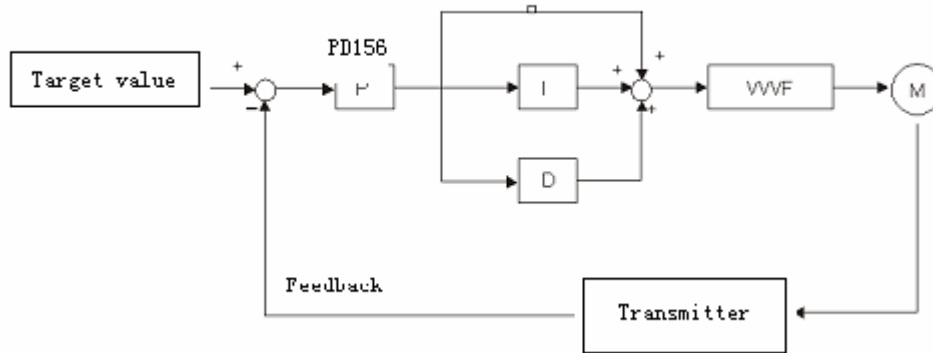 PD156
Target value
+
−
P
I
D
+
+
+
VVVF
M
Feedback
Transmitter